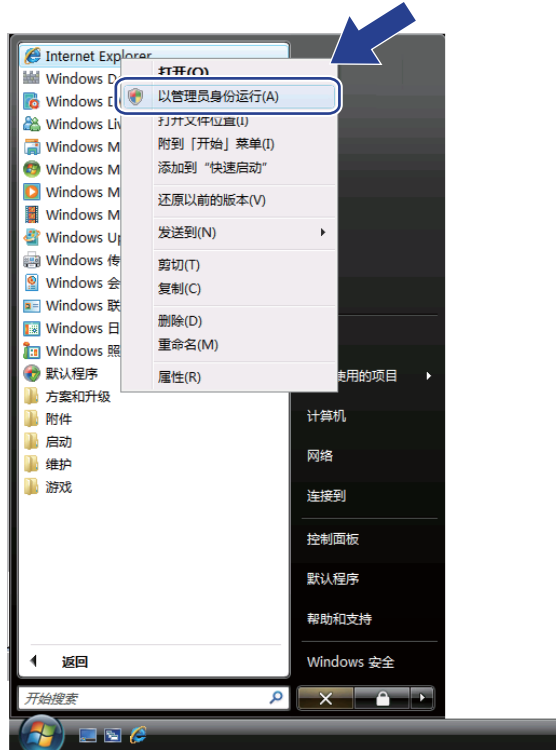 Internet Explorer
Windows D
Windows D
Windows Liv
Windows M
Windows M
Windows M
Windows M
Windows Up
Windows 传
Windows 会
Windows 联
Windows 日
Windows 照
默认程序
方案和升级
附件
启动
维护
游戏
返回
开始搜索
打开(O)
以管理员身份运行(A)
打开文件位置(I)
附到「开始」菜单(I)
添加到“快速启动”
还原以前的版本(V)
发送到(N)
剪切(T)
复制(C)
删除(D)
重命名(M)
属性(R)
使用的项目
计算机
网络
连接到
控制面板
默认程序
帮助和支持
Windows 安全